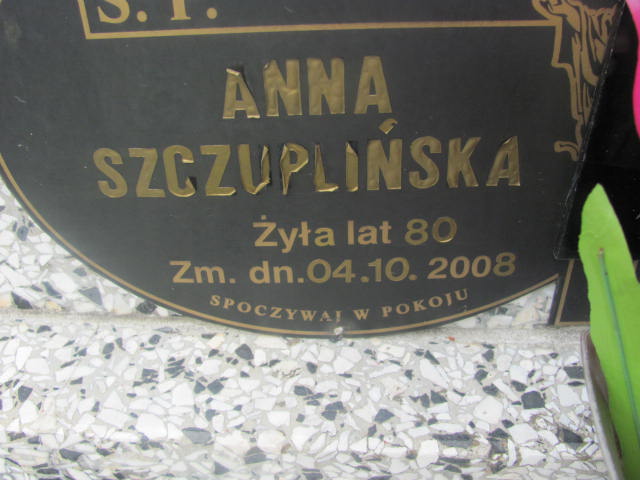 Ś. P.
ANNA
SZCZUPLIŃSKA
Żyła lat 80
Zm. dn. 04.10. 2008
SPOCZYWAJ W POKOJU